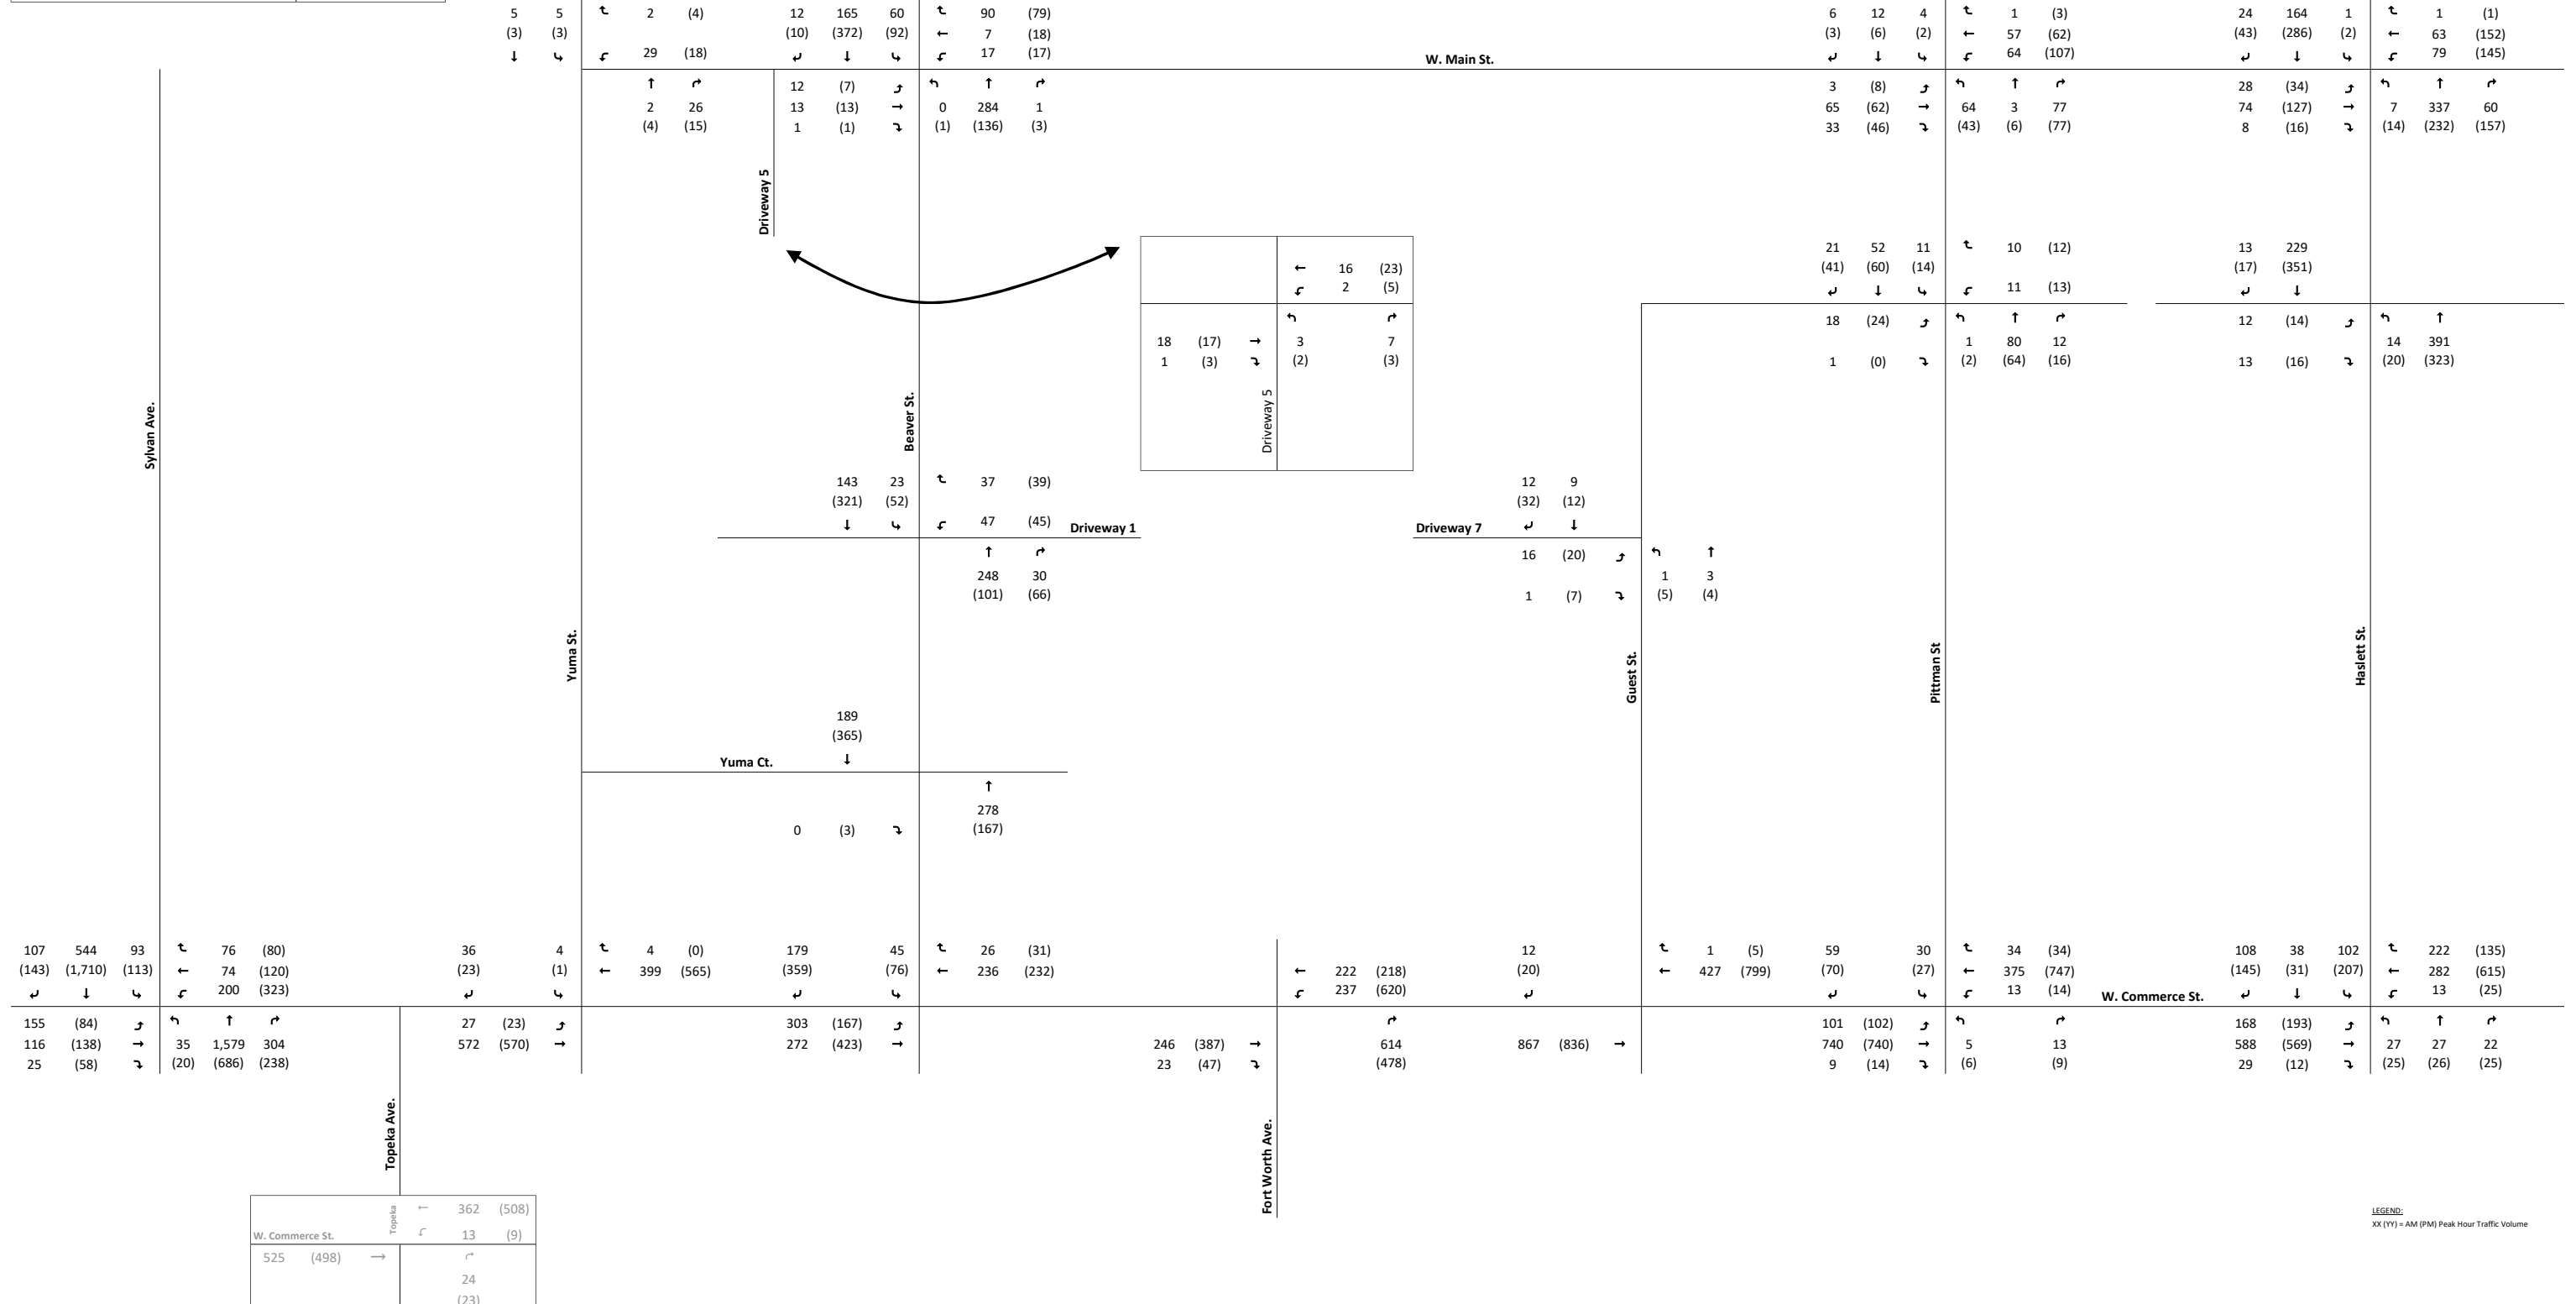 5 5 ↰ 2 (4) 12 165 60 90 (79) 6 12 4 1 (3) 24 164 1 1 (1)
(3) (3) (10) (372) (92) ← 7 (18) (3) (6) (2) ← 57 (62) (43) (286) (2) ← 63 (152)
29 (18) 17 (17) W. Main St. 64 (107) 79 (145)
12 (7) 3 (8) 28 (34)
2 26 13 (13) → 0 284 1 65 (62) → 64 3 77 74 (127) → 7 337 60
(4) (15) 1 (1) (1) (136) (3) 33 (46) (43) (6) (77) 8 (16) (14) (232) (157)
Driveway 5
21 52 11 10 (12) 13 229
← 16 (23) (41) (60) (14) (17) (351)
2 (5) 11 (13)
18 (24) 12 (14)
18 (17) → 3 7 1 80 12 14 391
1 (3) (2) (3) 1 (0) (2) (64) (16) 13 (16) (20) (323)
Driveway 5
Sylvan Ave.
Beaver St.
143 23 37 (39) 12 9
(321) (52) (32) (12)
47 (45) Driveway 1 Driveway 7
16 (20)
248 30 1 3
(101) (66) 1 (7) (5) (4)
Yuma St.
Guest St.
Pittman St
Haslett St.
189
(365)
Yuma Ct.
278
0 (3) (167)
107 544 93 76 (80) 36 4 4 (0) 179 45 26 (31) 12 1 (5) 59 30 34 (34) 108 38 102 222 (135)
(143) (1,710) (113) ← 74 (120) (23) (1) ← 399 (565) (359) (76) ← 236 (232) ← 222 (218) (20) ← 427 (799) (70) (27) ← 375 (747) (145) (31) (207) ← 282 (615)
200 (323) 237 (620) 13 (14) W. Commerce St. 13 (25)
155 (84) 27 (23) 303 (167) 101 (102) 168 (193)
116 (138) → 35 1,579 304 572 (570) → 272 (423) → 246 (387) → 614 867 (836) → 740 (740) → 5 13 588 (569) → 27 27 22
25 (58) (20) (686) (238) 23 (47) (478) 9 (14) (6) (9) 29 (12) (25) (26) (25)
Topeka Ave.
Fort Worth Ave.
← 362 (508)
Topeka
W. Commerce St. 13 (9)
525 (498) →
24
(23)
LEGEND:
XX (YY) = AM (PM) Peak Hour Traffic Volume